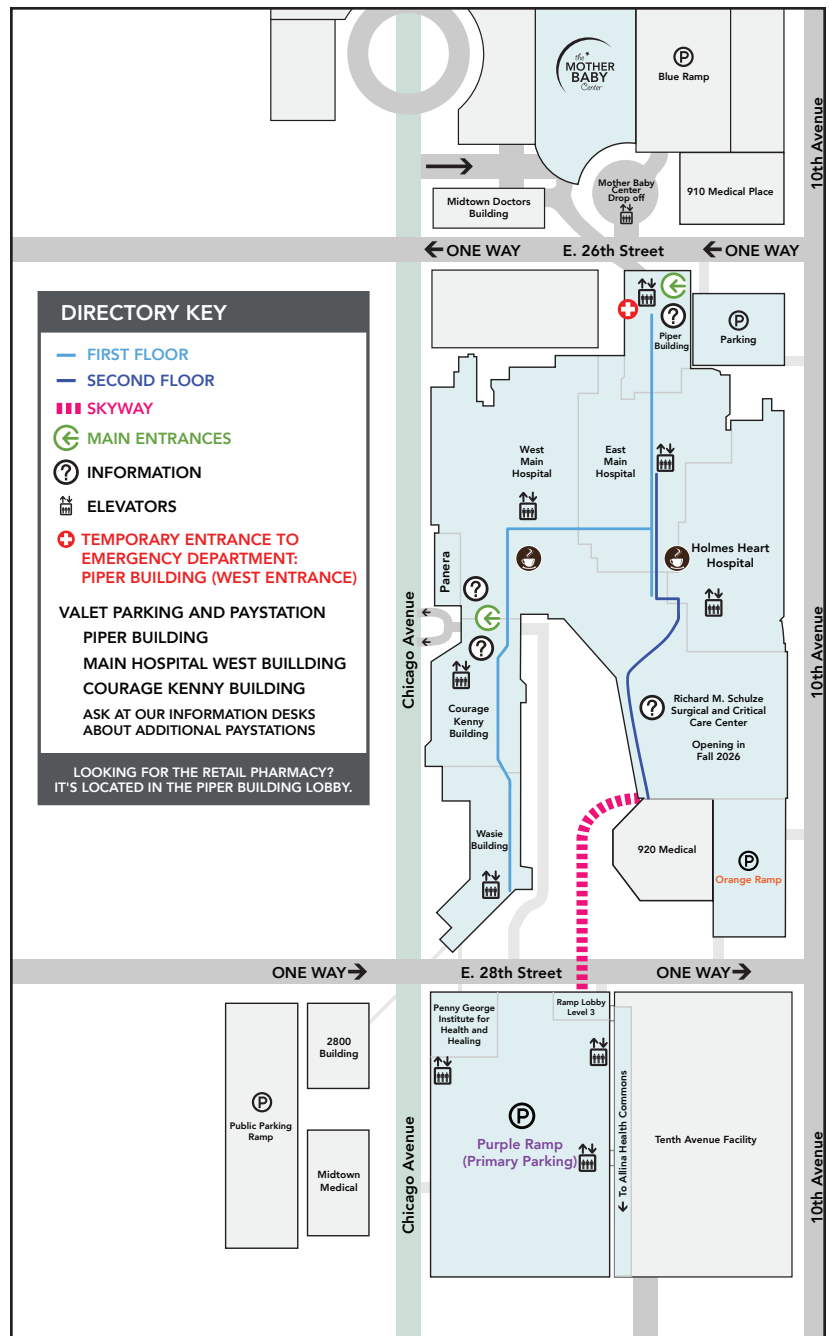 the
MOTHER
BABY
Center
P
Blue Ramp
10th Avenue
Mother Baby
Center
Drop off
910 Medical Place
Midtown Doctors
Building
ONE WAY
E. 26th Street
ONE WAY
DIRECTORY KEY
FIRST FLOOR
SECOND FLOOR
SKYWAY
MAIN ENTRANCES
?
INFORMATION
ELEVATORS
TEMPORARY ENTRANCE TO
EMERGENCY DEPARTMENT:
PIPER BUILDING (WEST ENTRANCE)
VALET PARKING AND PAYSTATION
PIPER BUILDING
MAIN HOSPITAL WEST BUILLDING
COURAGE KENNY BUILDING
ASK AT OUR INFORMATION DESKS
ABOUT ADDITIONAL PAYSTATIONS
LOOKING FOR THE RETAIL PHARMACY?
IT'S LOCATED IN THE PIPER BUILDING LOBBY.
?
Piper
Building
P
Parking
West
Main
Hospital
East
Main
Hospital
Panera
Holmes Heart
Hospital
?
?
Chicago Avenue
10th Avenue
Courage
Kenny
Building
?
Richard M. Schulze
Surgical and Critical
Care Center
Opening in
Fall 2026
Wasie
Building
920 Medical
P
Orange Ramp
ONE WAY
E. 28th Street
ONE WAY
Penny George
Institute for
Health and
Healing
Ramp Lobby
Level 3
2800
Building
P
Public Parking
Ramp
Midtown
Medical
Chicago Avenue
P
Purple Ramp
(Primary Parking)
To Allina Health Commons
Tenth Avenue Facility
10th Avenue